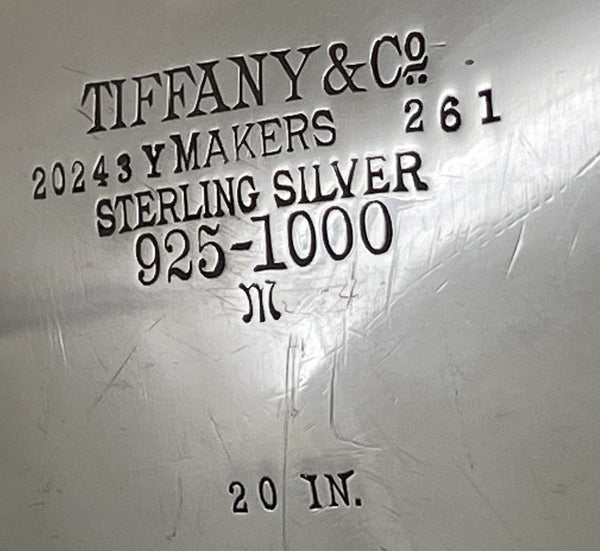 TIFFANY & Co.
20243 Y MAKERS 261
STERLING SILVER
925-1000
M
20 IN.